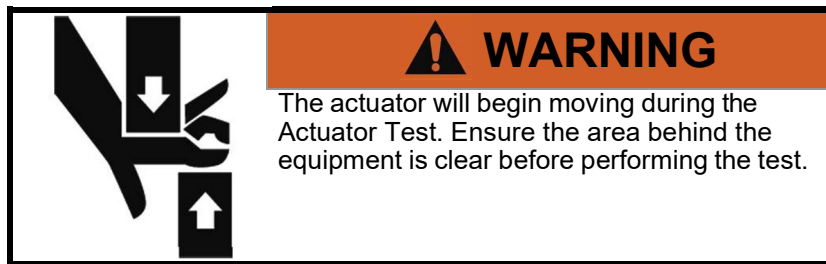 WARNING
The actuator will begin moving during the
Actuator Test. Ensure the area behind the
equipment is clear before performing the test.